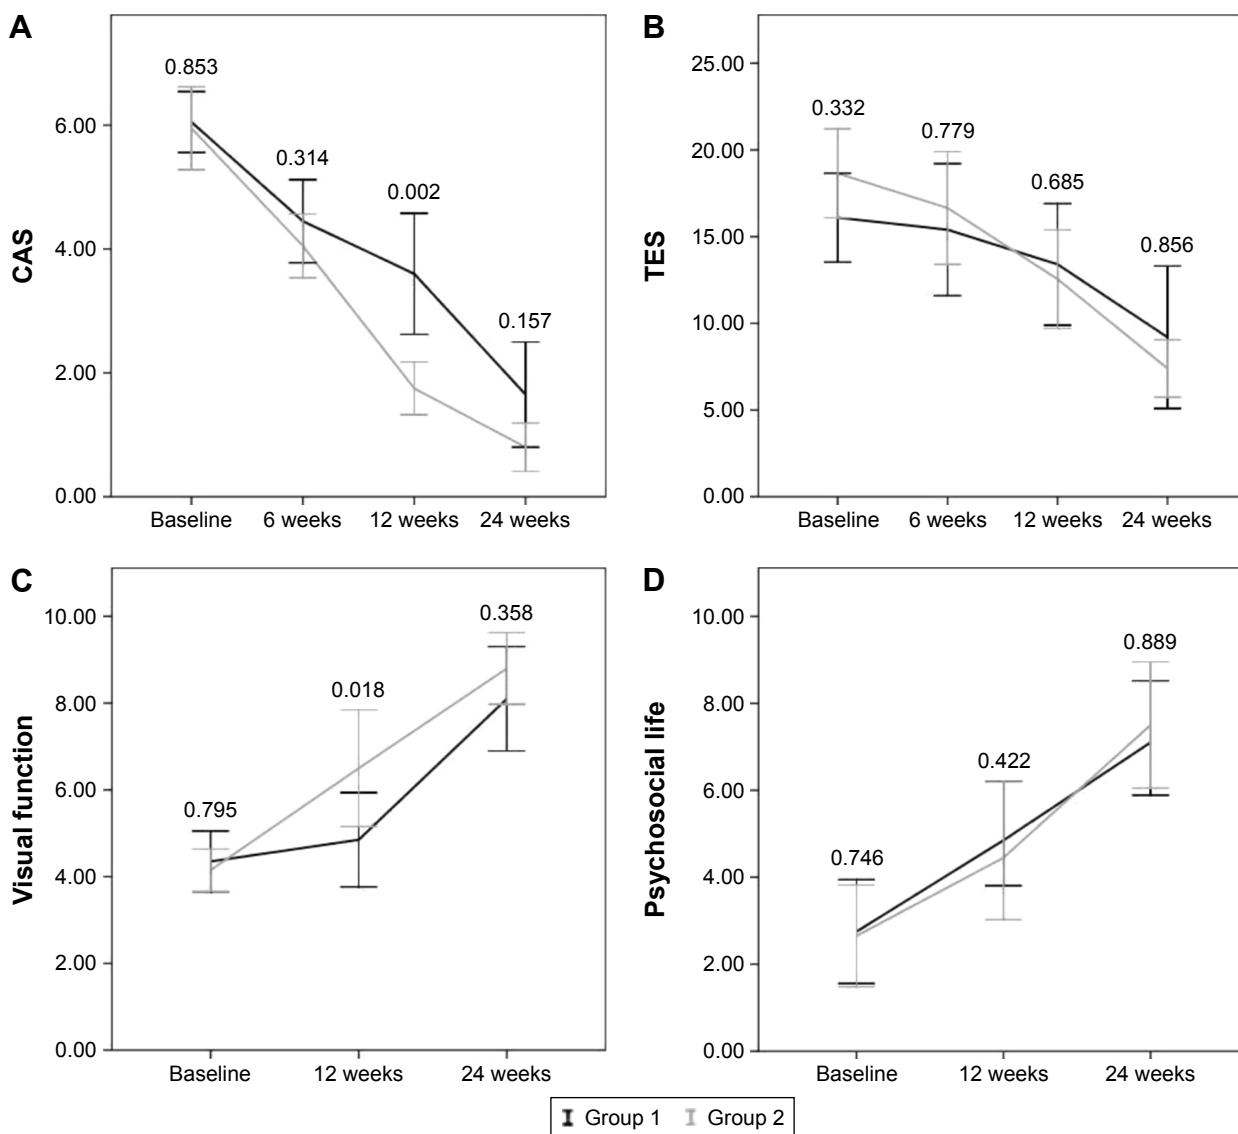 A
CAS
6.00
4.00
2.00
0.00
0.853
0.314
0.002
0.157
Baseline 6 weeks 12 weeks 24 weeks
B
TES
25.00
20.00
15.00
10.00
5.00
0.00
0.332
0.779
0.685
0.856
Baseline 6 weeks 12 weeks 24 weeks
C
Visual function
10.00
8.00
6.00
4.00
2.00
0.00
0.795
0.018
0.358
Baseline 12 weeks 24 weeks
D
Psychosocial life
10.00
8.00
6.00
4.00
2.00
0.00
0.746
0.422
0.889
Baseline 12 weeks 24 weeks
Group 1 Group 2